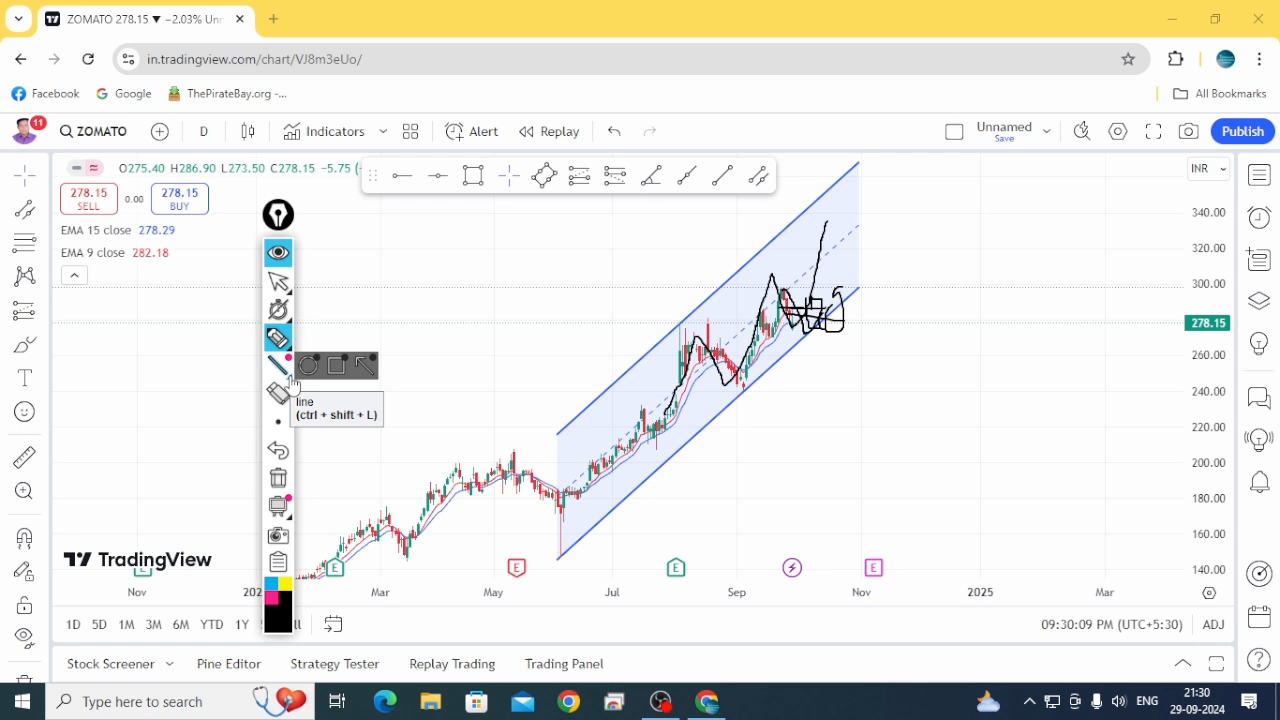 ZOMATO 278.15 ▼ −2.03% Unn
in.tradingview.com/chart/VJ8m3eUo/
Facebook Google ThePirateBay.org -... All Bookmarks
11 ZOMATO D Indicators Alert Replay Unnamed Save Publish
O275.40 H286.90 L273.50 C278.15 −5.75 INR
278.15 SELL 0.00 278.15 BUY
EMA 15 close 278.29
EMA 9 close 282.18
340.00
320.00
300.00
278.15
260.00
240.00
220.00
200.00
180.00
160.00
140.00
line
(ctrl + shift + L)
TradingView
E E E E E
Nov Mar May Jul Sep Nov 2025 Mar
1D 5D 1M 3M 6M YTD 1Y 09:30:09 PM (UTC+5:30) ADJ
Stock Screener Pine Editor Strategy Tester Replay Trading Trading Panel
Type here to search ENG 21:30
29-09-2024